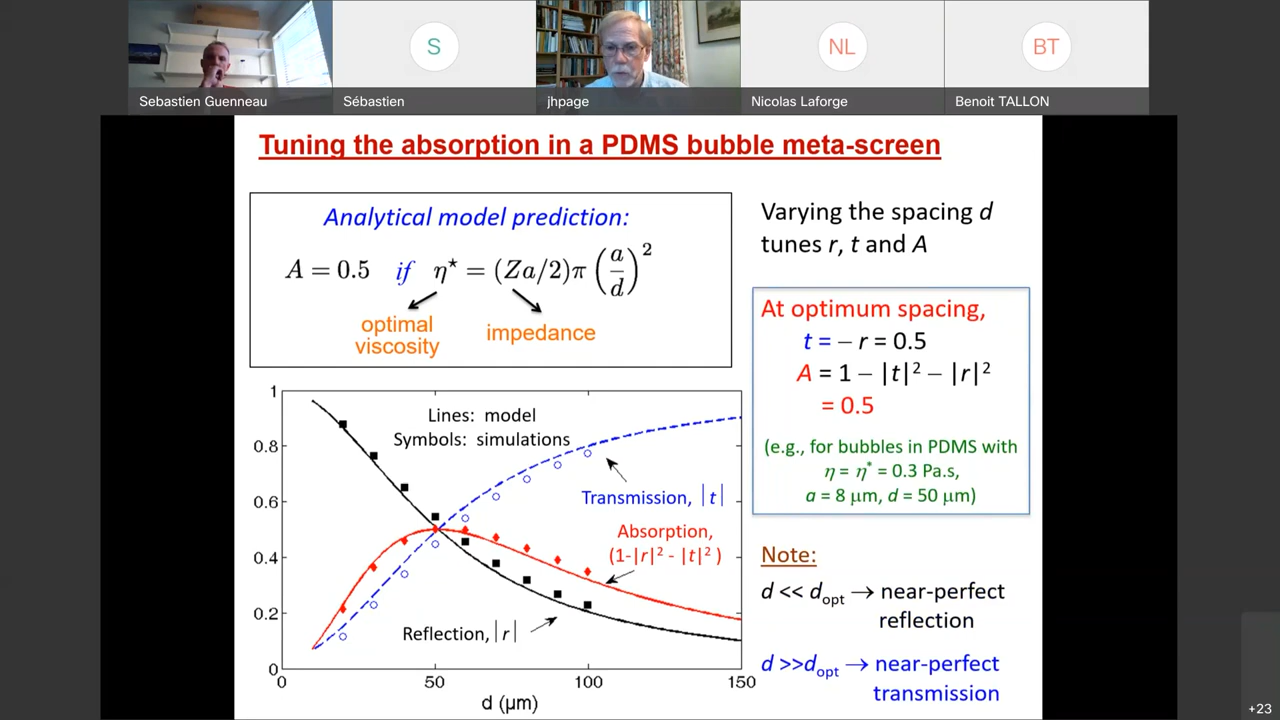 S
NL
BT
Sebastien Guenneau
Sébastien
jhpage
Nicolas Laforge
Benoit TALLON
Tuning the absorption in a PDMS bubble meta-screen
Analytical model prediction:
A = 0.5 if η* = (Za/2)π (a/d)²
optimal
viscosity
impedance
Varying the spacing d
tunes r, t and A
At optimum spacing,
t = – r = 0.5
A = 1 – |t|² – |r|²
= 0.5
(e.g., for bubbles in PDMS with
η = η* = 0.3 Pa.s,
a = 8 μm, d = 50 μm)
Note:
d << dopt → near-perfect
reflection
d >>dopt → near-perfect
transmission
1
0.8
0.6
0.4
0.2
0
Lines: model
Symbols: simulations
Transmission, |t|
Absorption,
(1-|r|² - |t|²)
Reflection, |r|
0
50
100
150
d (μm)
+23